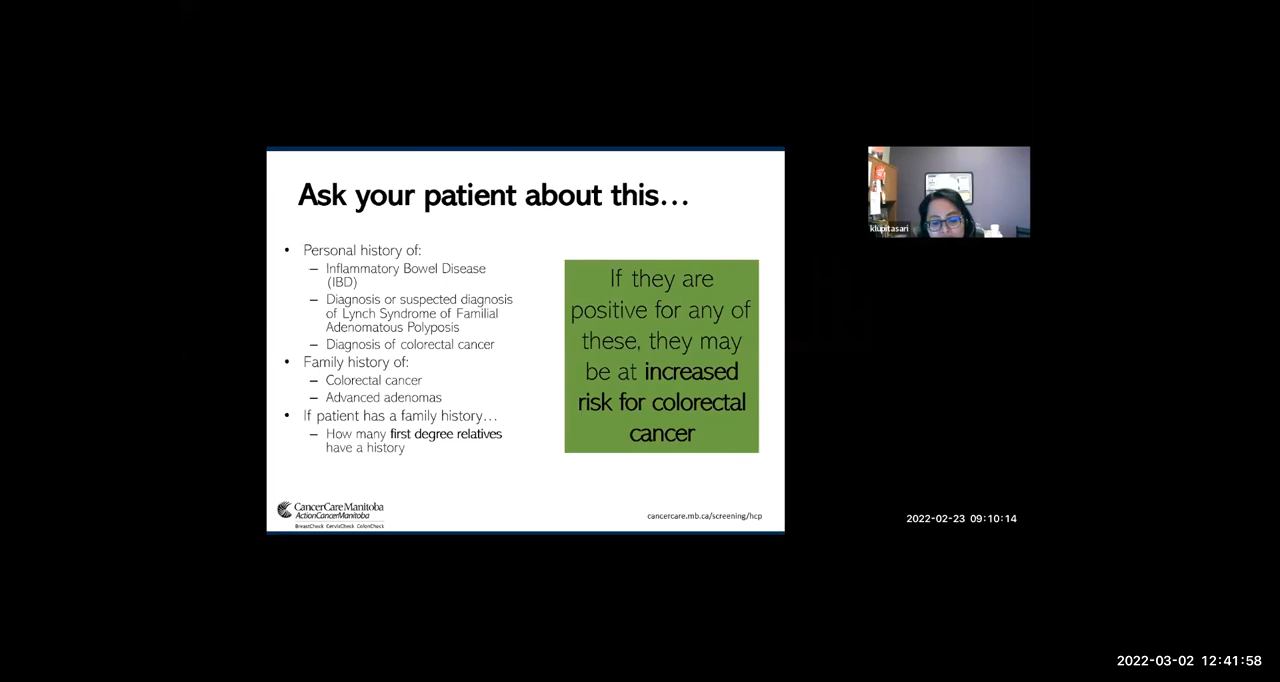 Ask your patient about this…
• Personal history of:
– Inflammatory Bowel Disease
(IBD)
– Diagnosis or suspected diagnosis
of Lynch Syndrome of Familial
Adenomatous Polyposis
– Diagnosis of colorectal cancer
• Family history of:
– Colorectal cancer
– Advanced adenomas
• If patient has a family history…
– How many first degree relatives
have a history
If they are
positive for any of
these, they may
be at increased
risk for colorectal
cancer
CancerCare Manitoba
ActionCancerManitoba
BreastCheck CervixCheck ColonCheck
cancercare.mb.ca/screening/hcp
klupitasari
2022-02-23 09:10:14
2022-03-02 12:41:58